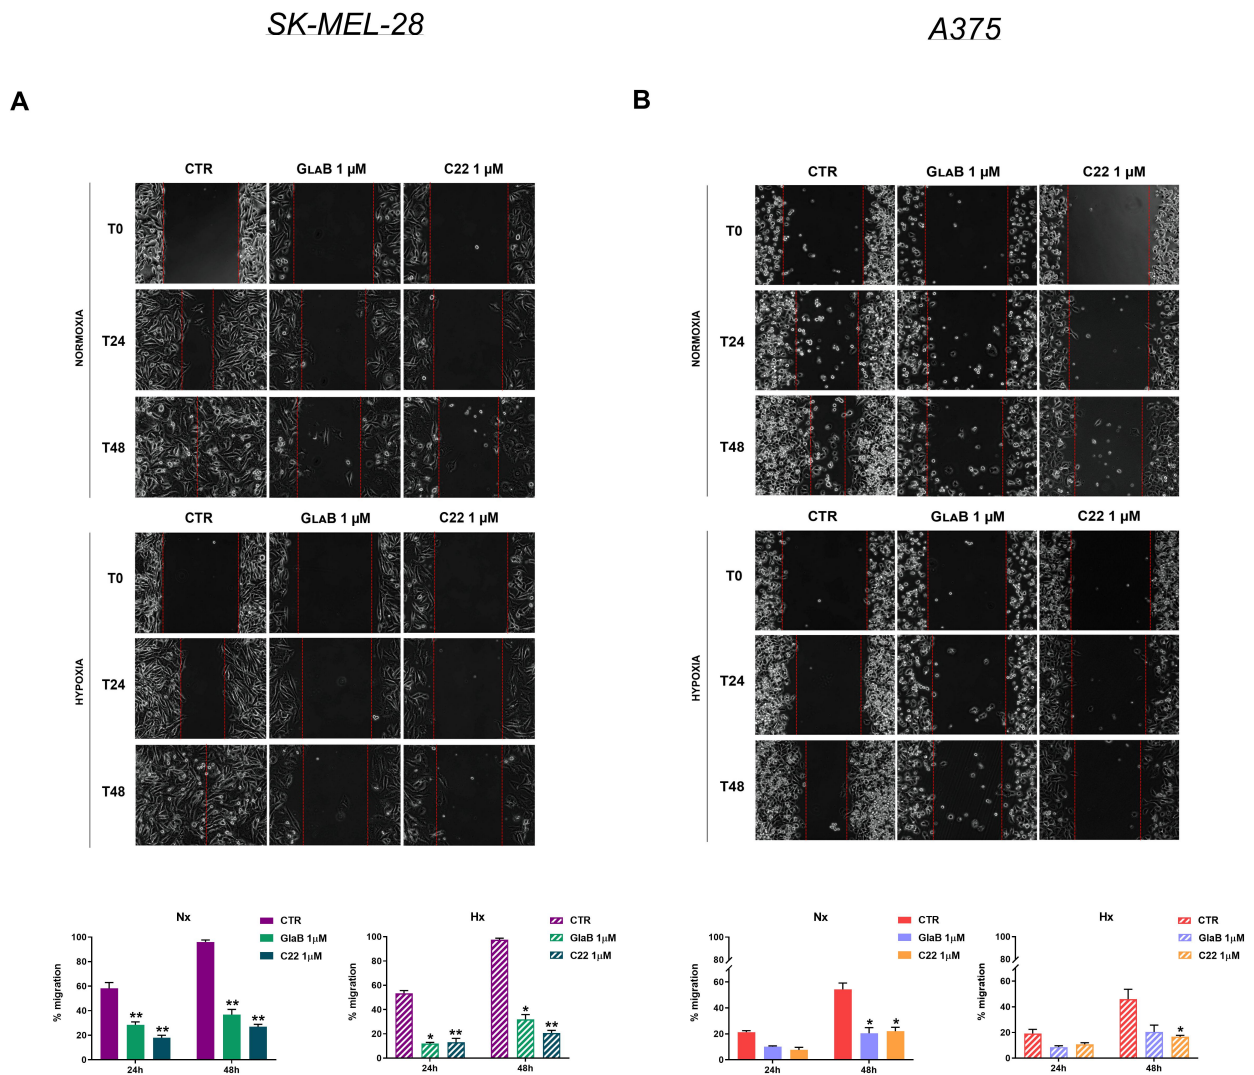 SK-MEL-28
A375
A
B
CTR GLAB 1 µM C22 1 µM
NORMOXIA
T0
T24
T48
CTR GLAB 1 µM C22 1 µM
HYPOXIA
T0
T24
T48
CTR GLAB 1 µM C22 1 µM
NORMOXIA
T0
T24
T48
CTR GLAB 1 µM C22 1 µM
HYPOXIA
T0
T24
T48
Nx
CTR
GlaB 1µM
C22 1µM
% migration
100
80
60
40
20
0
** ** ** **
24h 48h
Hx
CTR
GlaB 1µM
C22 1µM
% migration
100
80
60
40
20
0
* ** * **
24h 48h
Nx
CTR
GlaB 1µM
C22 1µM
% migration
100
80
60
40
20
0
* *
24h 48h
Hx
CTR
GlaB 1µM
C22 1µM
% migration
100
80
60
40
20
0
*
24h 48h